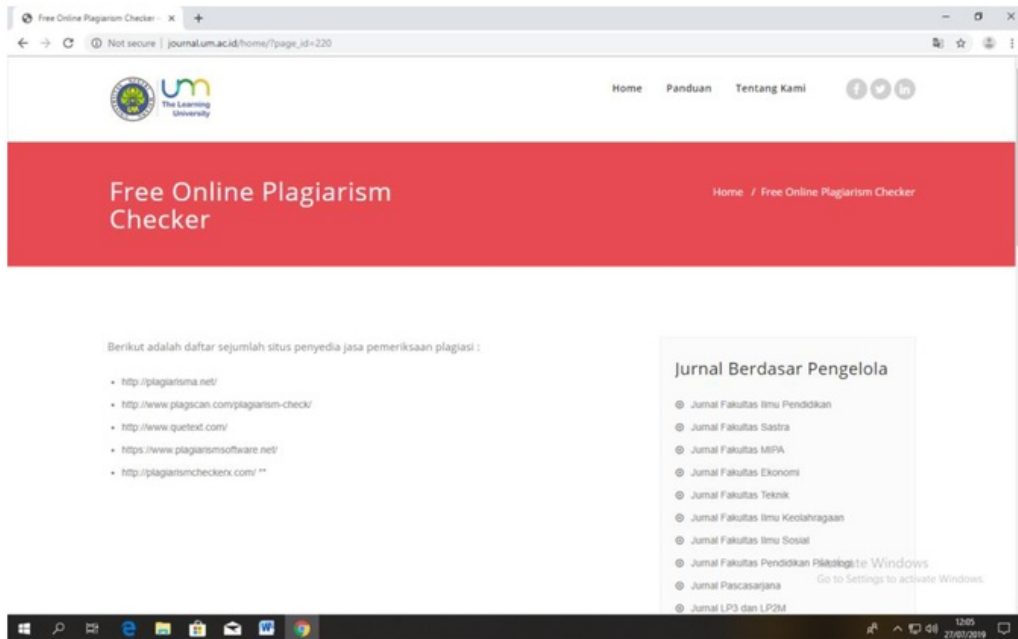 Free Online Plagiarism Checker -
Not secure | journal.um.ac.id/home/?page_id=220
um
The Learning
University
Home Panduan Tentang Kami
Free Online Plagiarism
Checker
Home / Free Online Plagiarism Checker
Berikut adalah daftar sejumlah situs penyedia jasa pemeriksaan plagiasi :
http://plagiarisma.net/
http://www.plagscan.com/plagiarism-check/
http://www.quetext.com/
https://www.plagiarismsoftware.net/
http://plagiarismcheckerx.com/ **
Jurnal Berdasar Pengelola
Jurnal Fakultas Ilmu Pendidikan
Jurnal Fakultas Sastra
Jurnal Fakultas MIPA
Jurnal Fakultas Ekonomi
Jurnal Fakultas Teknik
Jurnal Fakultas Ilmu Keolahragaan
Jurnal Fakultas Ilmu Sosial
Jurnal Fakultas Pendidikan Psikologi
Activate Windows
Go to Settings to activate Windows.
Jurnal Pascasarjana
Jurnal LP3 dan LP2M
12:05
27/07/2019